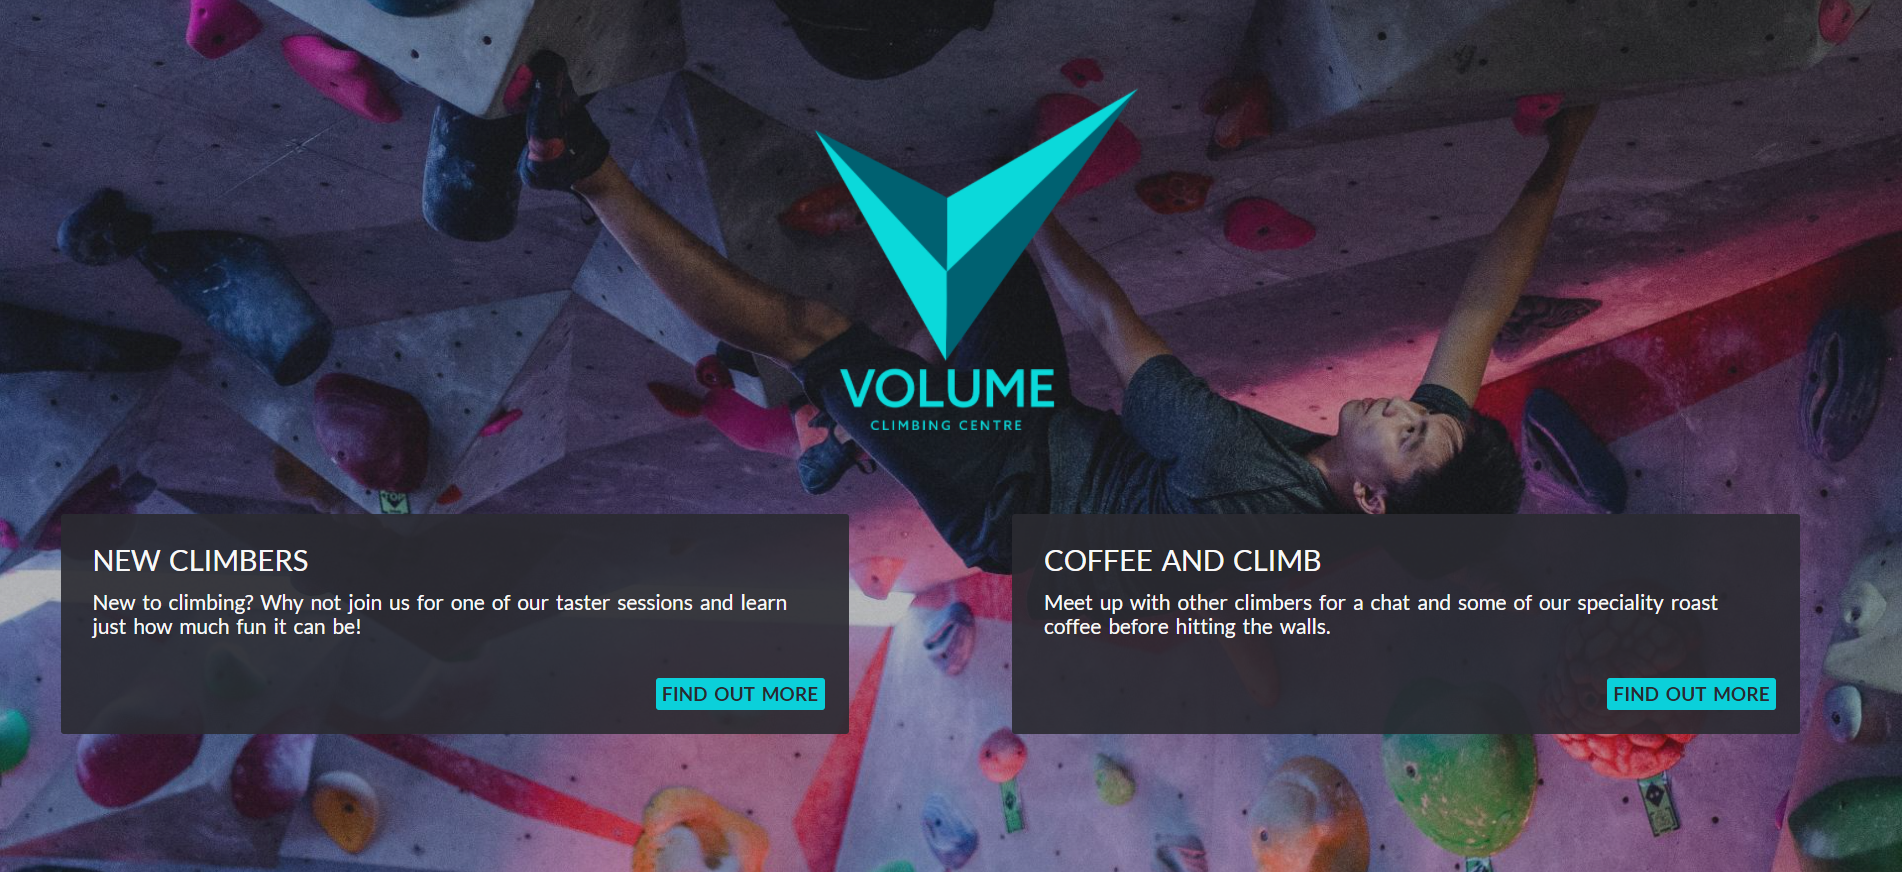 VOLUME
CLIMBING CENTRE
NEW CLIMBERS
New to climbing? Why not join us for one of our taster sessions and learn
just how much fun it can be!
FIND OUT MORE
COFFEE AND CLIMB
Meet up with other climbers for a chat and some of our speciality roast
coffee before hitting the walls.
FIND OUT MORE
TOP